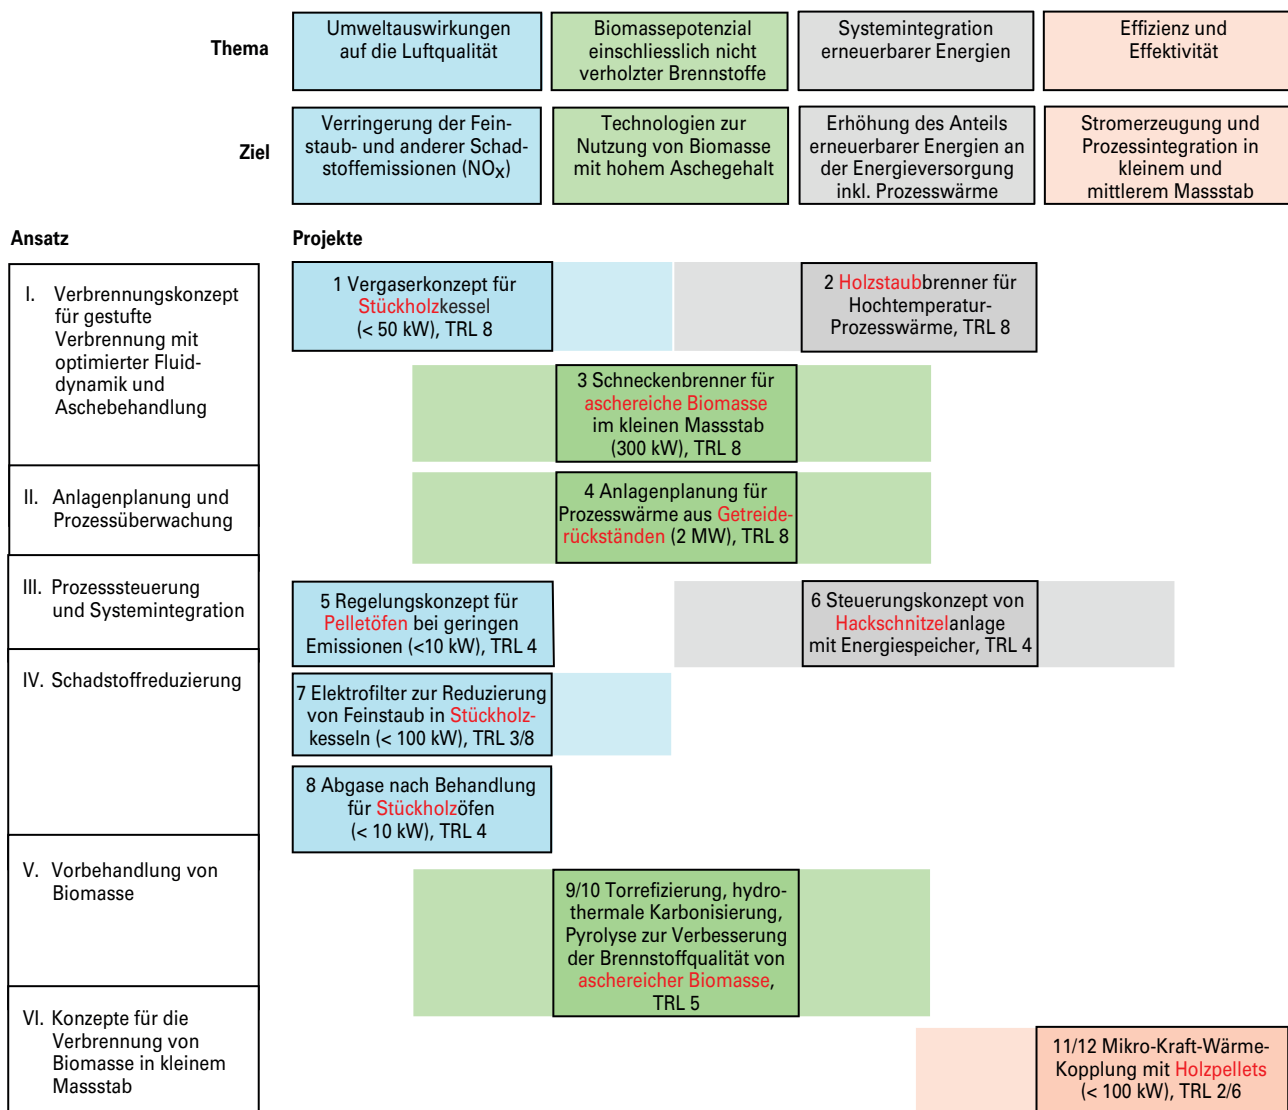 Thema
Umweltauswirkungen
auf die Luftqualität
Biomassepotenzial
einschliesslich nicht
verholzter Brennstoffe
Systemintegration
erneuerbarer Energien
Effizienz und
Effektivität
Ziel
Verringerung der Fein-
staub- und anderer Schad-
stoffemissionen (NOX)
Technologien zur
Nutzung von Biomasse
mit hohem Aschegehalt
Erhöhung des Anteils
erneuerbarer Energien an
der Energieversorgung
inkl. Prozesswärme
Stromerzeugung und
Prozessintegration in
kleinem und
mittlerem Massstab
Ansatz
Projekte
I. Verbrennungskonzept
für gestufte
Verbrennung mit
optimierter Fluid-
dynamik und
Aschebehandlung
1 Vergaserkonzept für
Stückholzkessel
(< 50 kW), TRL 8
2 Holzstaubbrenner für
Hochtemperatur-
Prozesswärme, TRL 8
3 Schneckenbrenner für
aschereiche Biomasse
im kleinen Massstab
(300 kW), TRL 8
II. Anlagenplanung und
Prozessüberwachung
4 Anlagenplanung für
Prozesswärme aus Getreide-
rückständen (2 MW), TRL 8
III. Prozesssteuerung
und Systemintegration
5 Regelungskonzept für
Pelletöfen bei geringen
Emissionen (<10 kW), TRL 4
6 Steuerungskonzept von
Hackschnitzelanlage
mit Energiespeicher, TRL 4
IV. Schadstoffreduzierung
7 Elektrofilter zur Reduzierung
von Feinstaub in Stückholz-
kesseln (< 100 kW), TRL 3/8
8 Abgase nach Behandlung
für Stückholzöfen
(< 10 kW), TRL 4
V. Vorbehandlung von
Biomasse
9/10 Torrefizierung, hydro-
thermale Karbonisierung,
Pyrolyse zur Verbesserung
der Brennstoffqualität von
aschereicher Biomasse,
TRL 5
VI. Konzepte für die
Verbrennung von
Biomasse in kleinem
Massstab
11/12 Mikro-Kraft-Wärme-
Kopplung mit Holzpellets
(< 100 kW), TRL 2/6